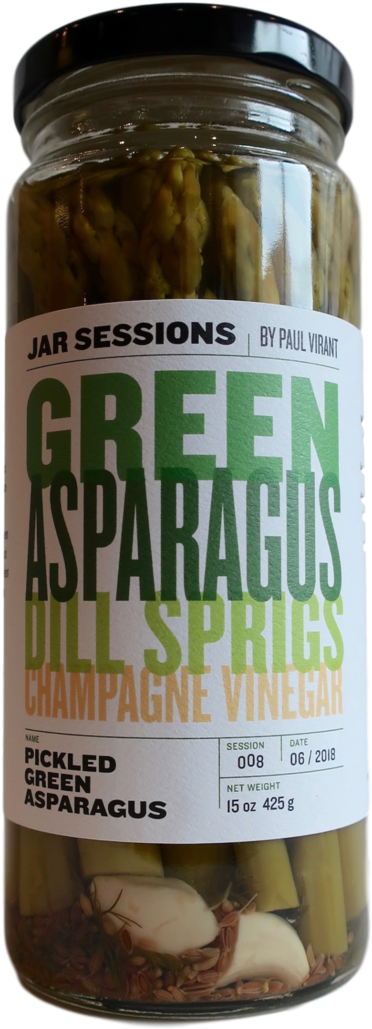 JAR SESSIONS | BY PAUL VIRANT
GREEN
ASPARAGUS
DILL SPRIGS
CHAMPAGNE VINEGAR
NAME
PICKLED
GREEN
ASPARAGUS
SESSION
008
DATE
06 / 2018
NET WEIGHT
15 oz 425 g